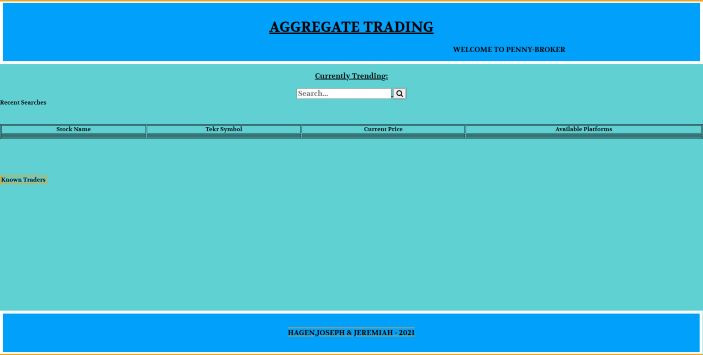 AGGREGATE TRADING
WELCOME TO PENNY-BROKER
Currently Trending:
Search...
Recent Searches
Stock Name Tekr Symbol Current Price Available Platforms
Known Traders
HAGEN,JOSEPH & JEREMIAH - 2021